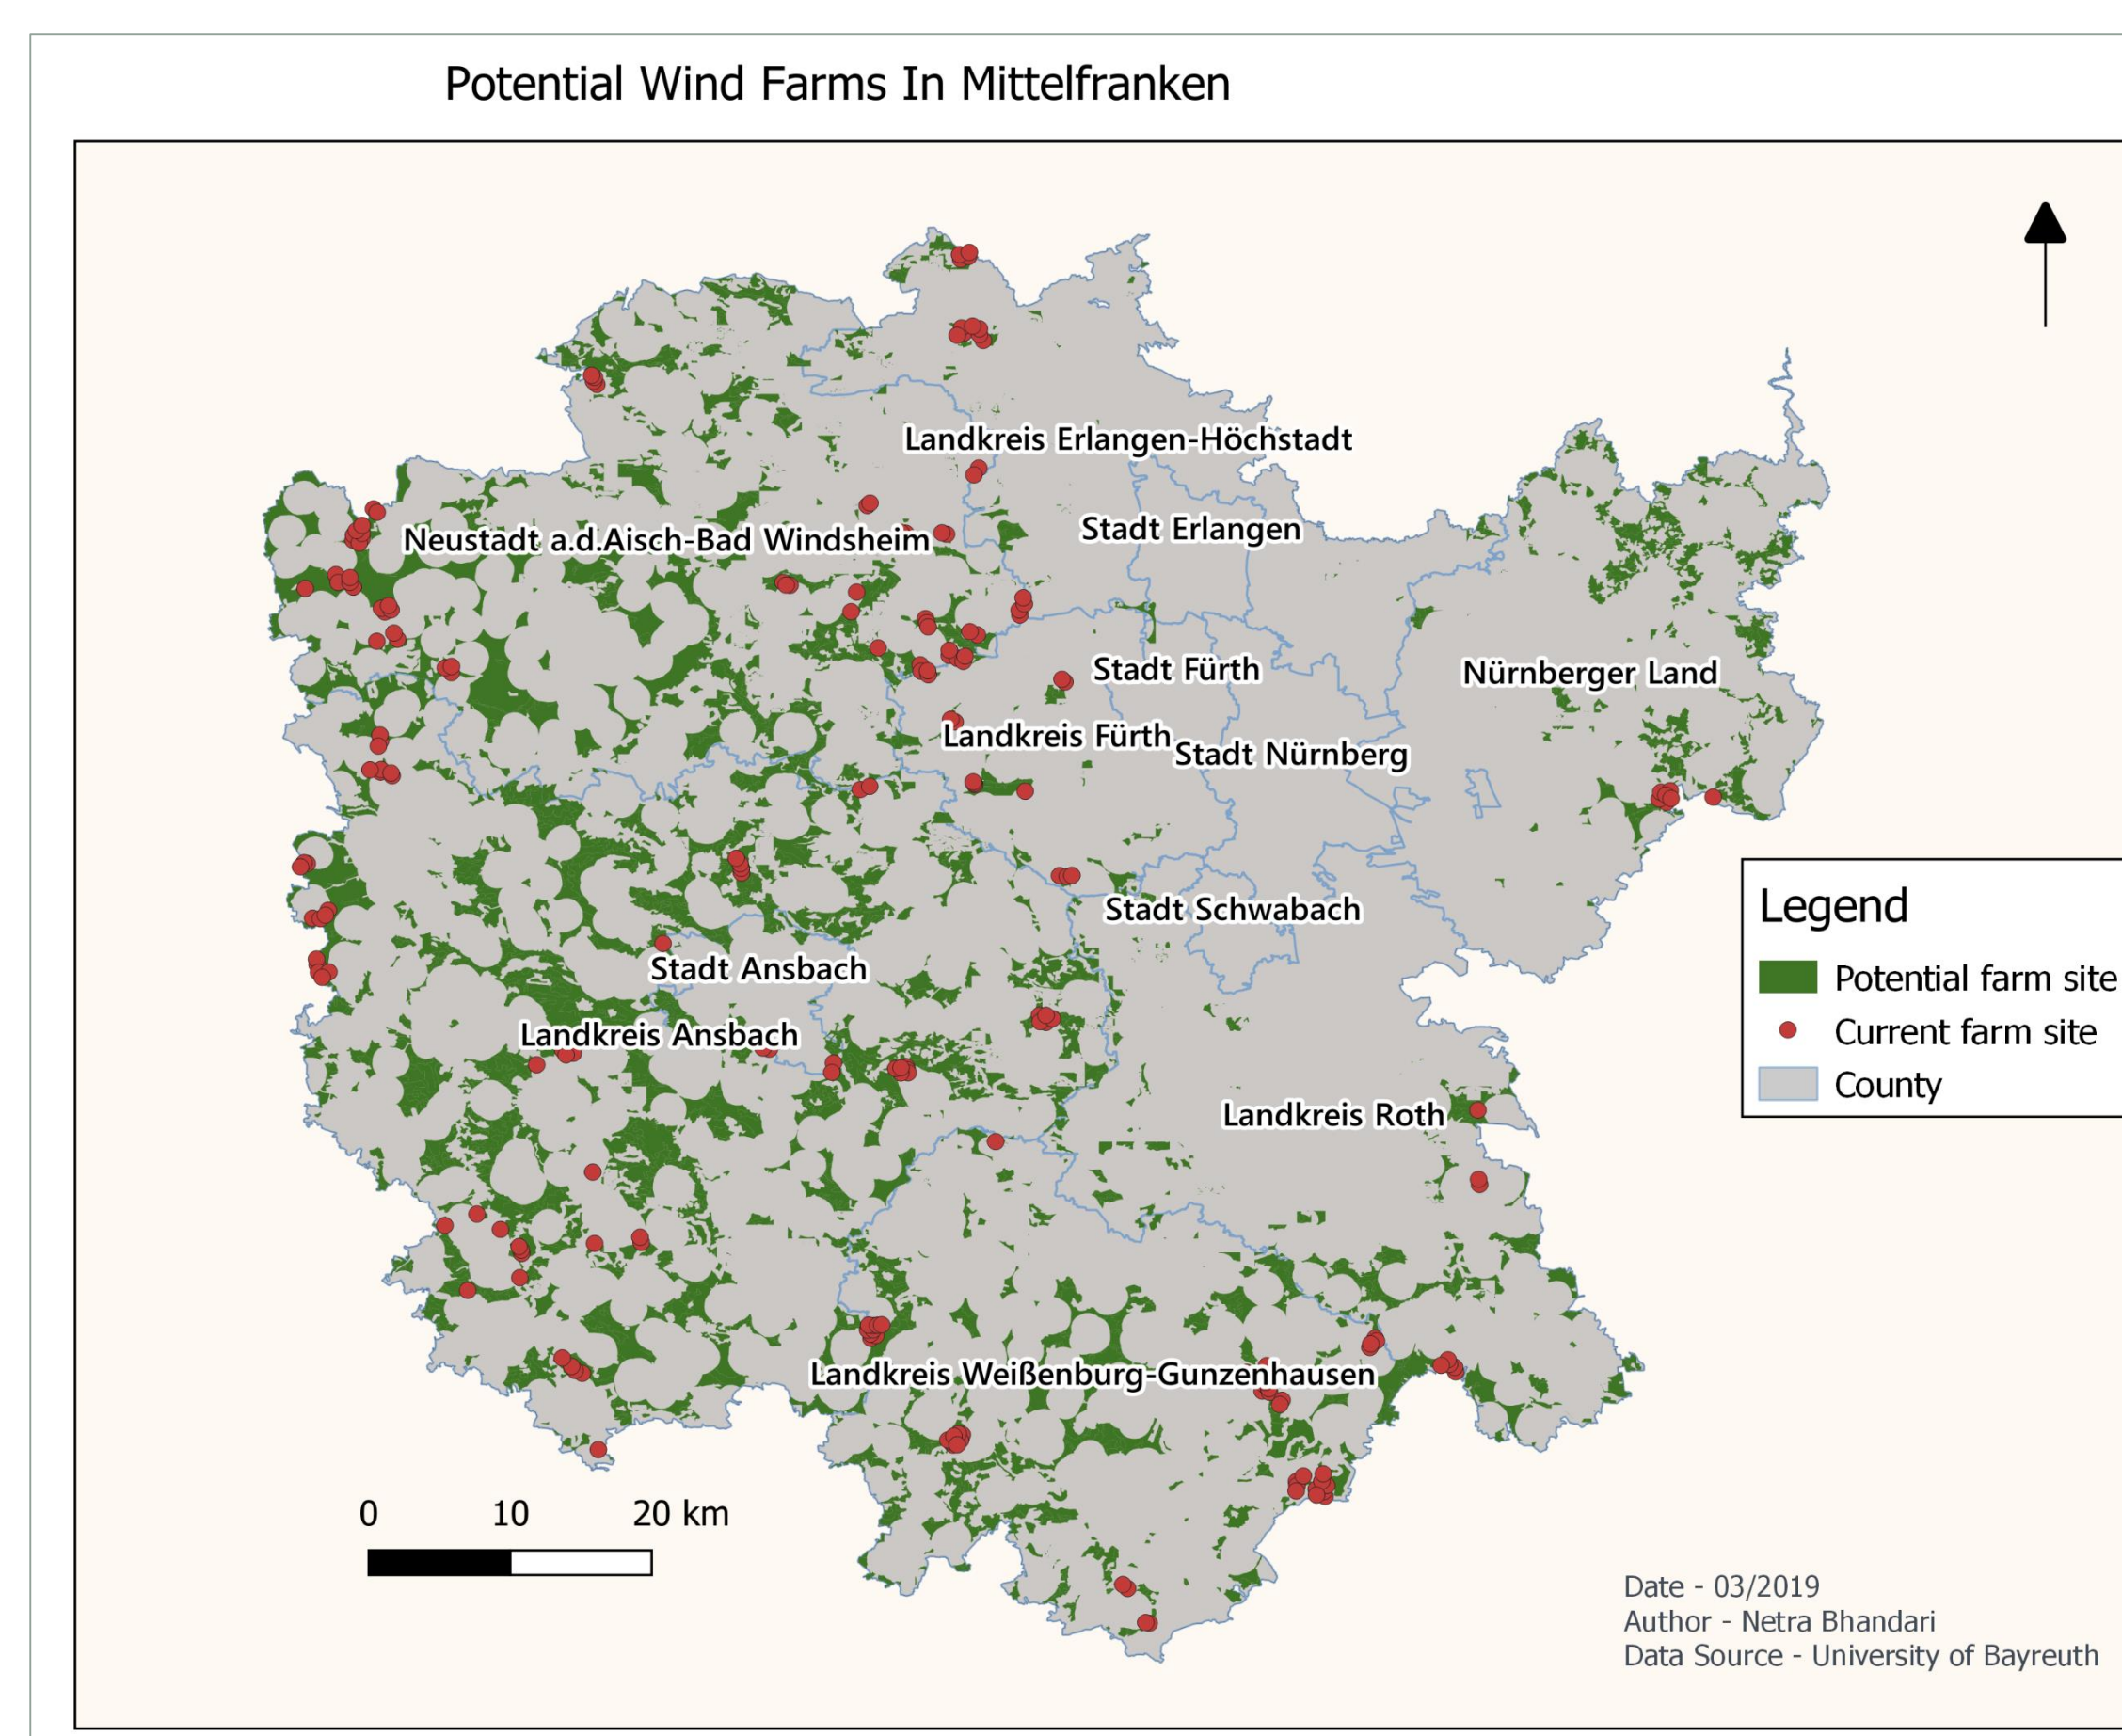 Potential Wind Farms In Mittelfranken
Landkreis Erlangen-Höchstadt
Stadt Erlangen
Neustadt a.d.Aisch-Bad Windsheim
Stadt Fürth
Nürnberger Land
Landkreis Fürth
Stadt Nürnberg
Stadt Schwabach
Stadt Ansbach
Landkreis Ansbach
Landkreis Roth
Landkreis Weißenburg-Gunzenhausen
Legend
Potential farm site
Current farm site
County
0 10 20 km
Date - 03/2019
Author - Netra Bhandari
Data Source - University of Bayreuth